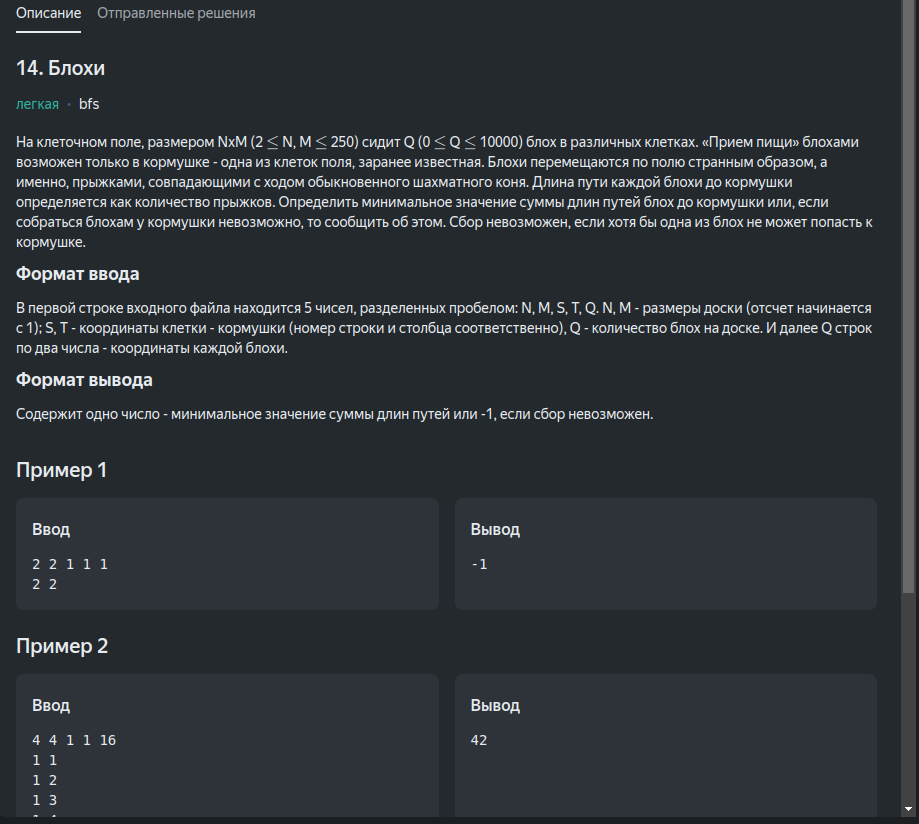 Описание Отправленные решения
14. Блохи
легкая • bfs
На клеточном поле, размером NxM (2 ≤ N, M ≤ 250) сидит Q (0 ≤ Q ≤ 10000) блох в различных клетках. «Прием пищи» блохами
возможен только в кормушке - одна из клеток поля, заранее известная. Блохи перемещаются по полю странным образом, а
именно, прыжками, совпадающими с ходом обыкновенного шахматного коня. Длина пути каждой блохи до кормушки
определяется как количество прыжков. Определить минимальное значение суммы длин путей блох до кормушки или, если
собраться блохам у кормушки невозможно, то сообщить об этом. Сбор невозможен, если хотя бы одна из блох не может попасть к
кормушке.
Формат ввода
В первой строке входного файла находится 5 чисел, разделенных пробелом: N, M, S, T, Q. N, M - размеры доски (отсчет начинается
с 1); S, T - координаты клетки - кормушки (номер строки и столбца соответственно), Q - количество блох на доске. И далее Q строк
по два числа - координаты каждой блохи.
Формат вывода
Содержит одно число - минимальное значение суммы длин путей или -1, если сбор невозможен.
Пример 1
Ввод
2 2 1 1 1
2 2
Вывод
-1
Пример 2
Ввод
4 4 1 1 16
1 1
1 2
1 3
Вывод
42